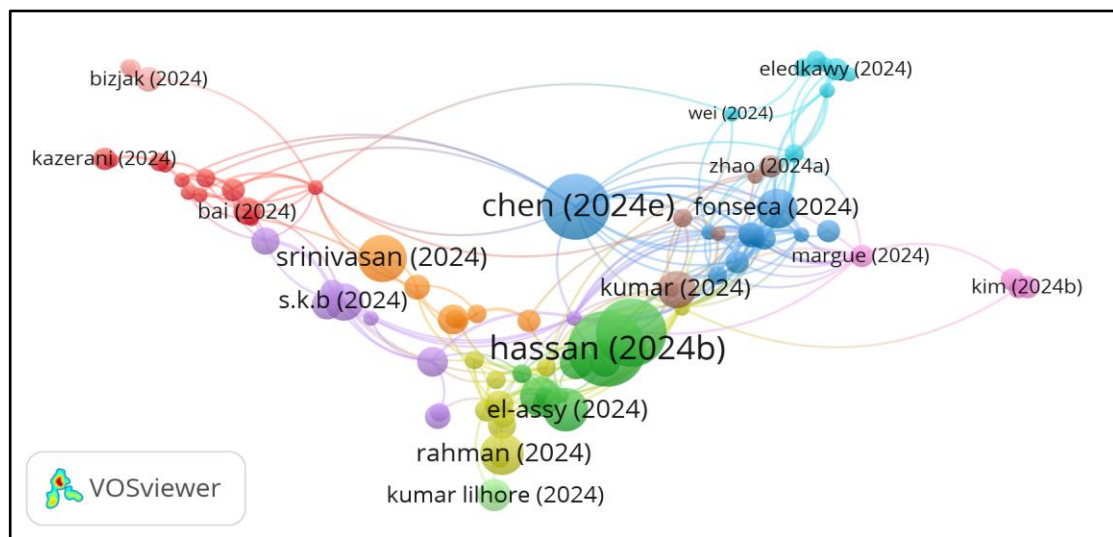 bizjak (2024)
eledkawy (2024)
wei (2024)
kazerani (2024)
zhao (2024a)
chen (2024e)
fonseca (2024)
bai (2024)
srinivasan (2024)
margue (2024)
s.k.b (2024)
kumar (2024)
kim (2024b)
hassan (2024b)
el-assy (2024)
rahman (2024)
kumar lilhore (2024)
VOSviewer